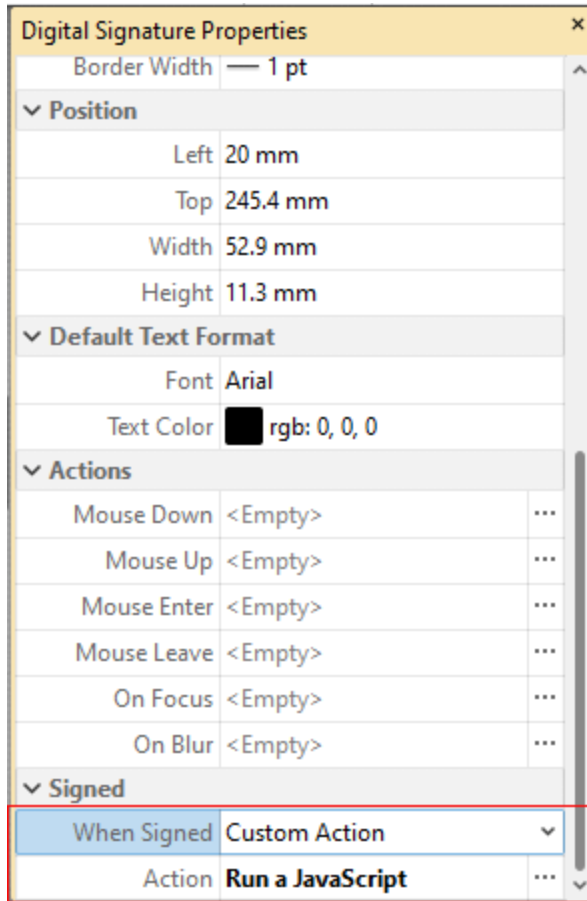 Digital Signature Properties ×
Border Width 1 pt
Position
Left 20 mm
Top 245.4 mm
Width 52.9 mm
Height 11.3 mm
Default Text Format
Font Arial
Text Color rgb: 0, 0, 0
Actions
Mouse Down <Empty> ...
Mouse Up <Empty> ...
Mouse Enter <Empty> ...
Mouse Leave <Empty> ...
On Focus <Empty> ...
On Blur <Empty> ...
Signed
When Signed Custom Action
Action Run a JavaScript ...